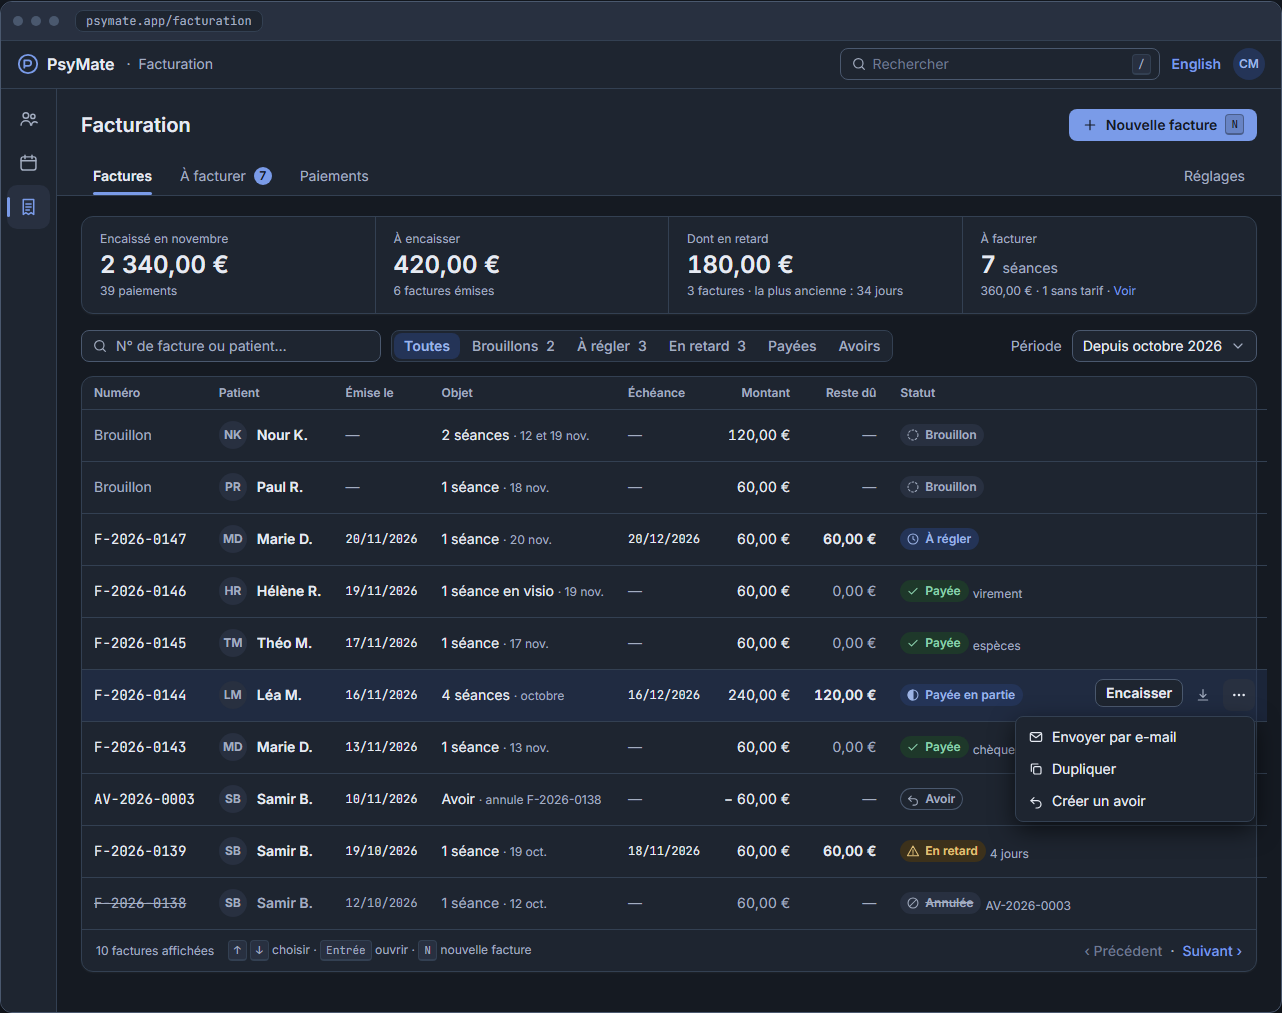 psymate.app/facturation
PsyMate · Facturation
Rechercher /
English CM
Facturation
+ Nouvelle facture N
Factures À facturer 7 Paiements Réglages
Encaissé en novembre
2 340,00 €
39 paiements
À encaisser
420,00 €
6 factures émises
Dont en retard
180,00 €
3 factures · la plus ancienne : 34 jours
À facturer
7 séances
360,00 € · 1 sans tarif · Voir
N° de facture ou patient...
Toutes Brouillons 2 À régler 3 En retard 3 Payées Avoirs
Période Depuis octobre 2026
Numéro Patient Émise le Objet Échéance Montant Reste dû Statut
Brouillon NK Nour K. — 2 séances · 12 et 19 nov. — 120,00 € — Brouillon
Brouillon PR Paul R. — 1 séance · 18 nov. — 60,00 € — Brouillon
F-2026-0147 MD Marie D. 20/11/2026 1 séance · 20 nov. 20/12/2026 60,00 € 60,00 € À régler
F-2026-0146 HR Hélène R. 19/11/2026 1 séance en visio · 19 nov. — 60,00 € 0,00 € Payée virement
F-2026-0145 TM Théo M. 17/11/2026 1 séance · 17 nov. — 60,00 € 0,00 € Payée espèces
F-2026-0144 LM Léa M. 16/11/2026 4 séances · octobre 16/12/2026 240,00 € 120,00 € Payée en partie Encaisser ...
F-2026-0143 MD Marie D. 13/11/2026 1 séance · 13 nov. — 60,00 € 0,00 € Payée chèque
Envoyer par e-mail
Dupliquer
Créer un avoir
AV-2026-0003 SB Samir B. 10/11/2026 Avoir · annule F-2026-0138 — − 60,00 € — Avoir
F-2026-0139 SB Samir B. 19/10/2026 1 séance · 19 oct. 18/11/2026 60,00 € 60,00 € En retard 4 jours
F-2026-0138 SB Samir B. 12/10/2026 1 séance · 12 oct. — 60,00 € — Annulée AV-2026-0003
10 factures affichées ↑ ↓ choisir · Entrée ouvrir · N nouvelle facture
‹ Précédent · Suivant ›